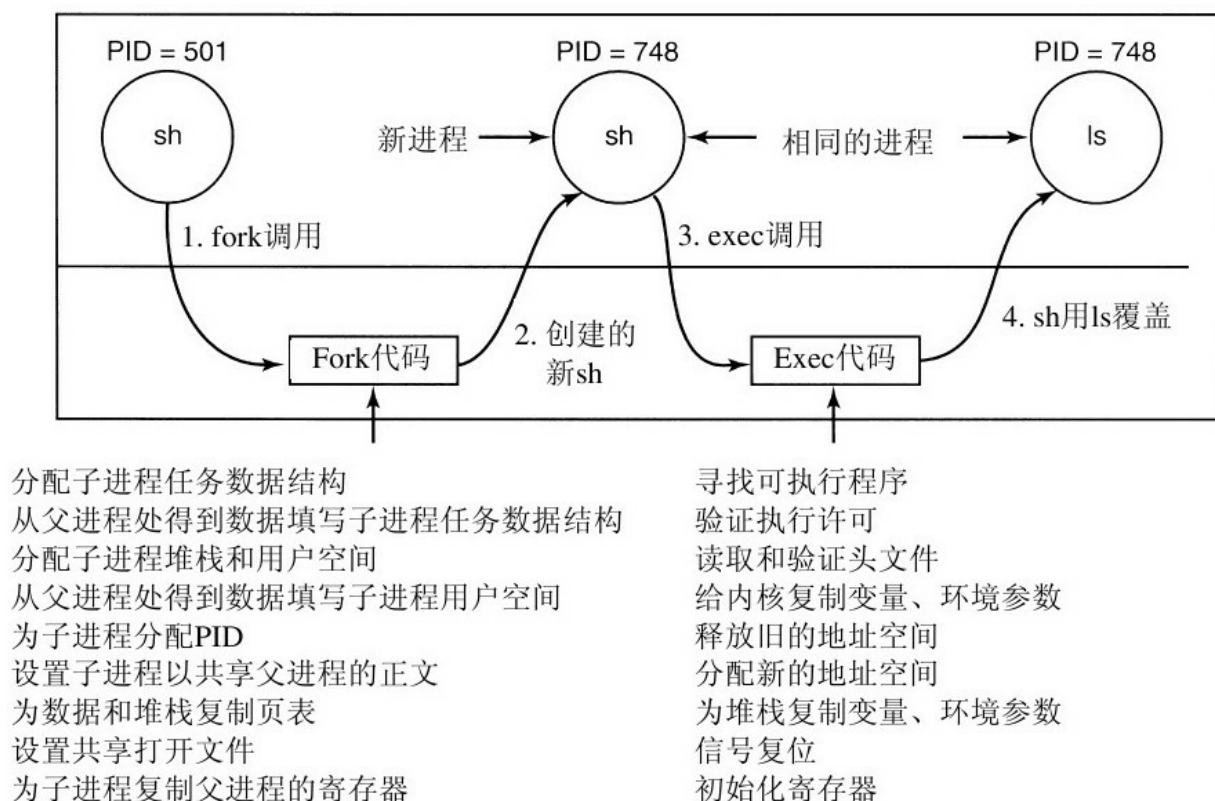 PID = 501
PID = 748
PID = 748
sh
新进程
sh
相同的进程
ls
1. fork调用
3. exec调用
2. 创建的
新sh
4. sh用ls覆盖
Fork代码
Exec代码
分配子进程任务数据结构
从父进程处得到数据填写子进程任务数据结构
分配子进程堆栈和用户空间
从父进程处得到数据填写子进程用户空间
为子进程分配PID
设置子进程以共享父进程的正文
为数据和堆栈复制页表
设置共享打开文件
为子进程复制父进程的寄存器
寻找可执行程序
验证执行许可
读取和验证头文件
给内核复制变量、环境参数
释放旧的地址空间
分配新的地址空间
为堆栈复制变量、环境参数
信号复位
初始化寄存器